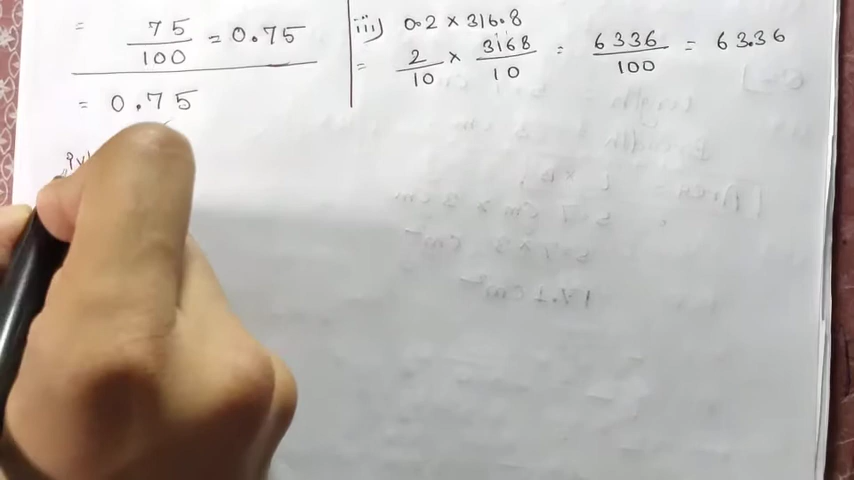 = 75/100 = 0.75
= 0.75
iii) 0.2 × 316.8
= 2/10 × 3168/10 = 6336/100 = 63.36